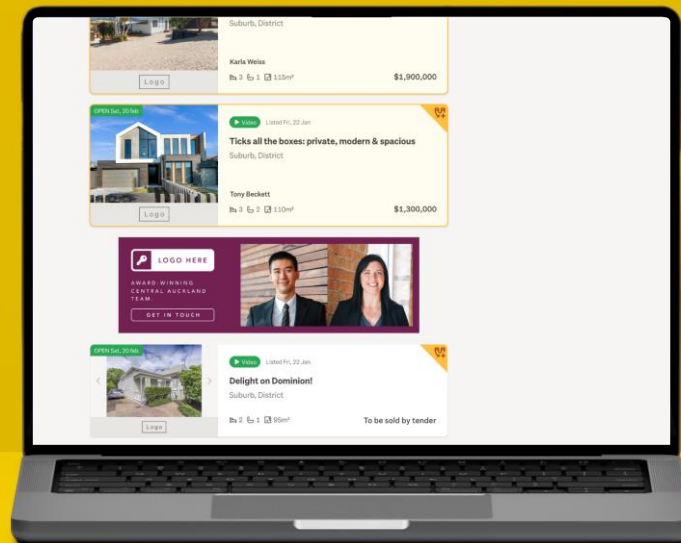 Suburb, District
Karla Weiss
3 1 115m²
$1,900,000
Logo
OPEN Sat, 20 Feb
Video Listed Fri, 22 Jan
Ticks all the boxes: private, modern & spacious
Suburb, District
Tony Beckett
3 2 110m²
$1,300,000
Logo
LOGO HERE
AWARD-WINNING
CENTRAL AUCKLAND
TEAM.
GET IN TOUCH
OPEN Sat, 20 Feb
Video Listed Fri, 22 Jan
Delight on Dominion!
Suburb, District
2 1 95m²
To be sold by tender
Logo